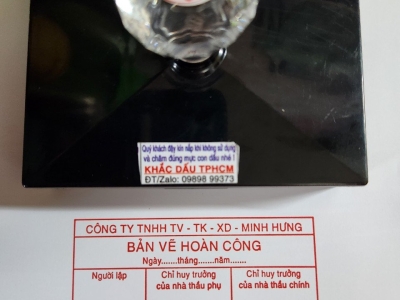 Quý khách đậy kín nắp khi không sử dụng
và châm đúng mực con dấu nhé !
KHẮC DẤU TPHCM
ĐT/Zalo: 09898 99373
CÔNG TY TNHH TV - TK - XD - MINH HƯNG
BẢN VẼ HOÀN CÔNG
Ngày.......tháng.......năm.......
Người lập
Chỉ huy trưởng
của nhà thầu phụ
Chỉ huy trưởng
của nhà thầu chính